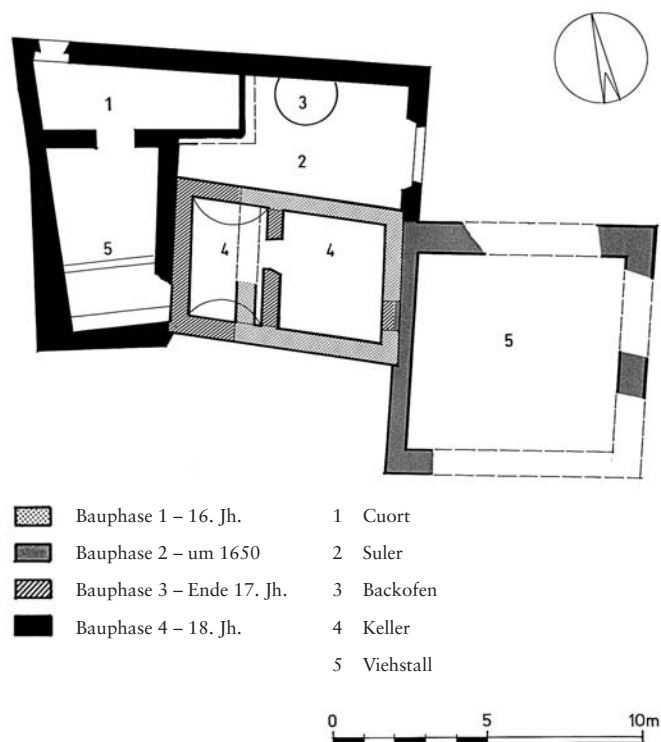 1
3
2
4
4
5
5
Bauphase 1 – 16. Jh.
Bauphase 2 – um 1650
Bauphase 3 – Ende 17. Jh.
Bauphase 4 – 18. Jh.
1 Cuort
2 Suler
3 Backofen
4 Keller
5 Viehstall
0 5 10m